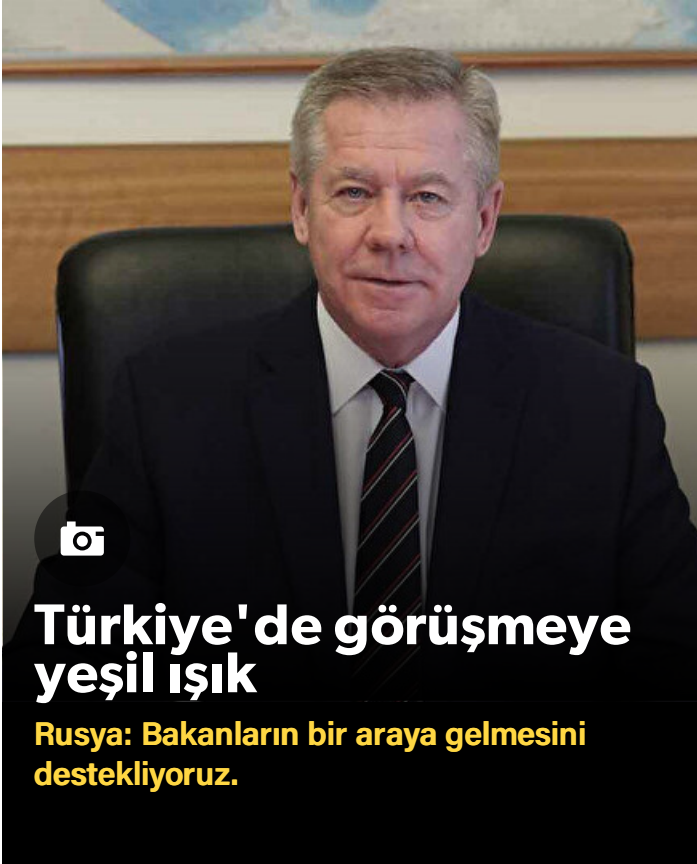 Türkiye'de görüşmeye
yeşil ışık
Rusya: Bakanların bir araya gelmesini
destekliyoruz.